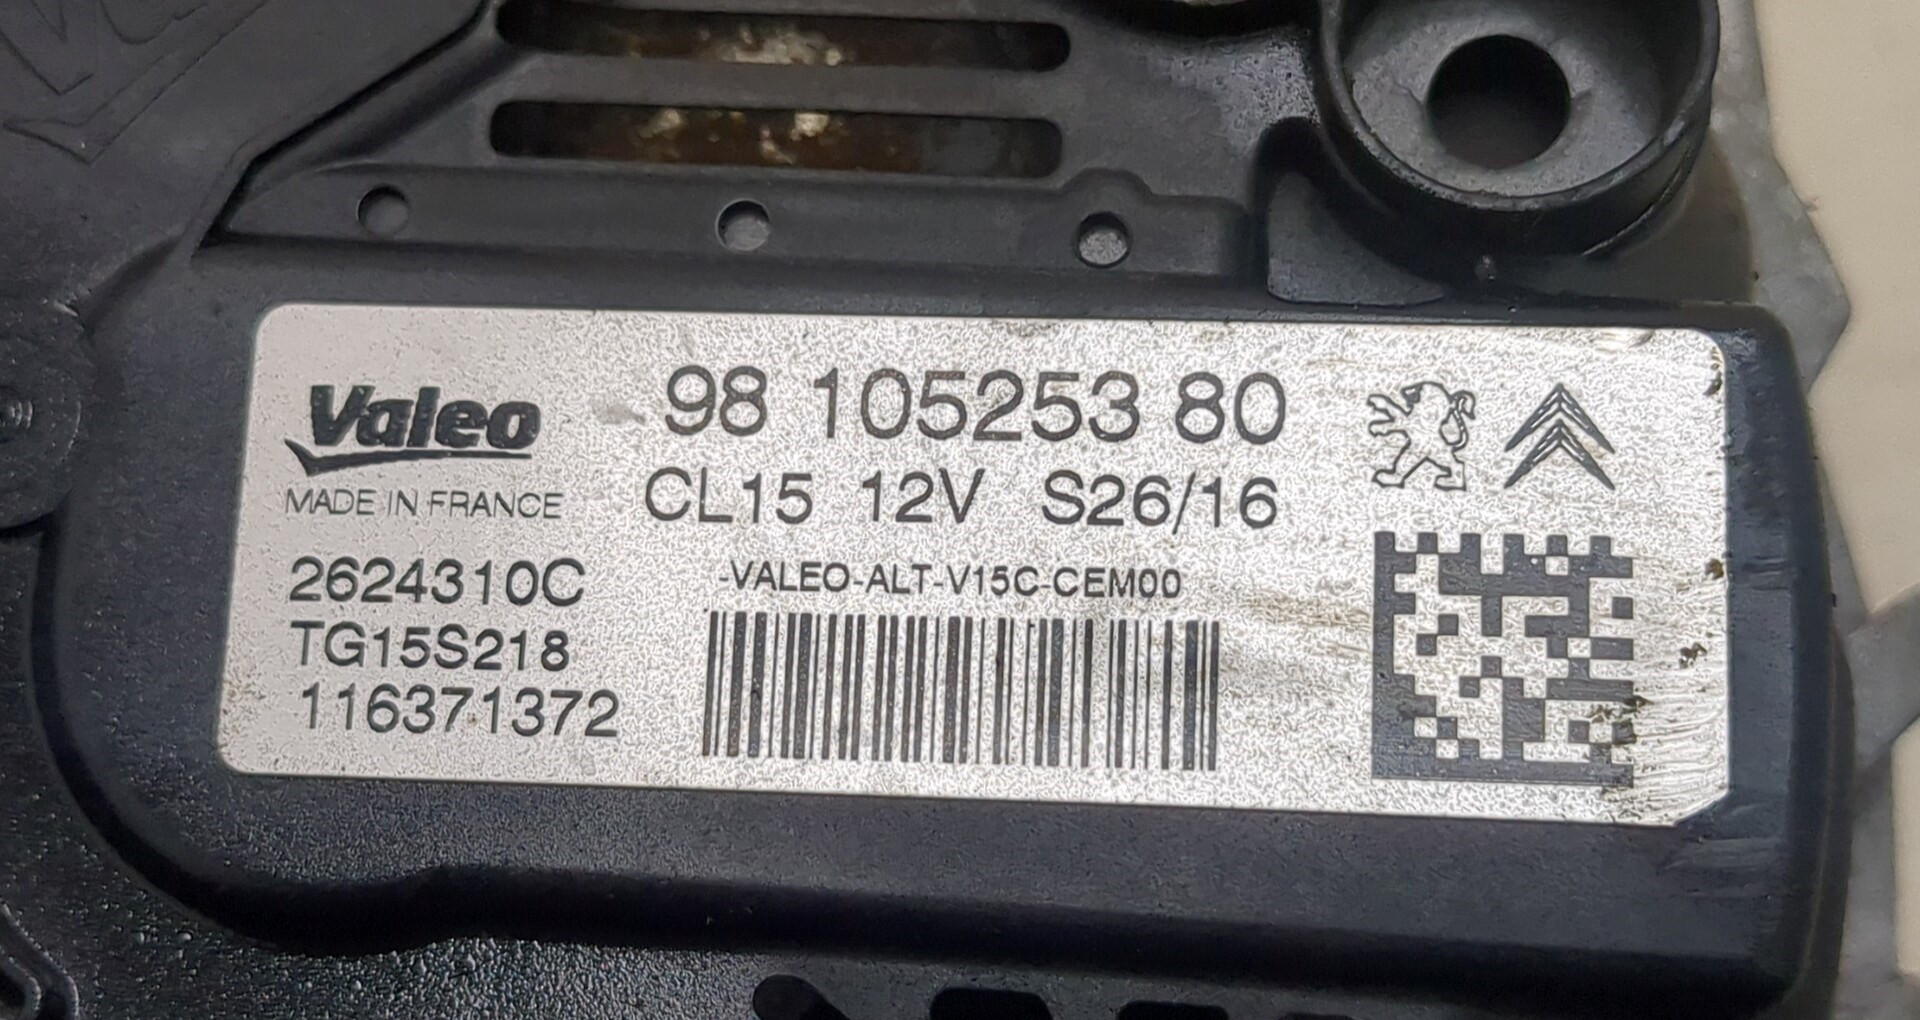 Valeo
98 105253 80
MADE IN FRANCE
CL15 12V S26/16
2624310C
-VALEO-ALT-V15C-CEM00
TG15S218
116371372